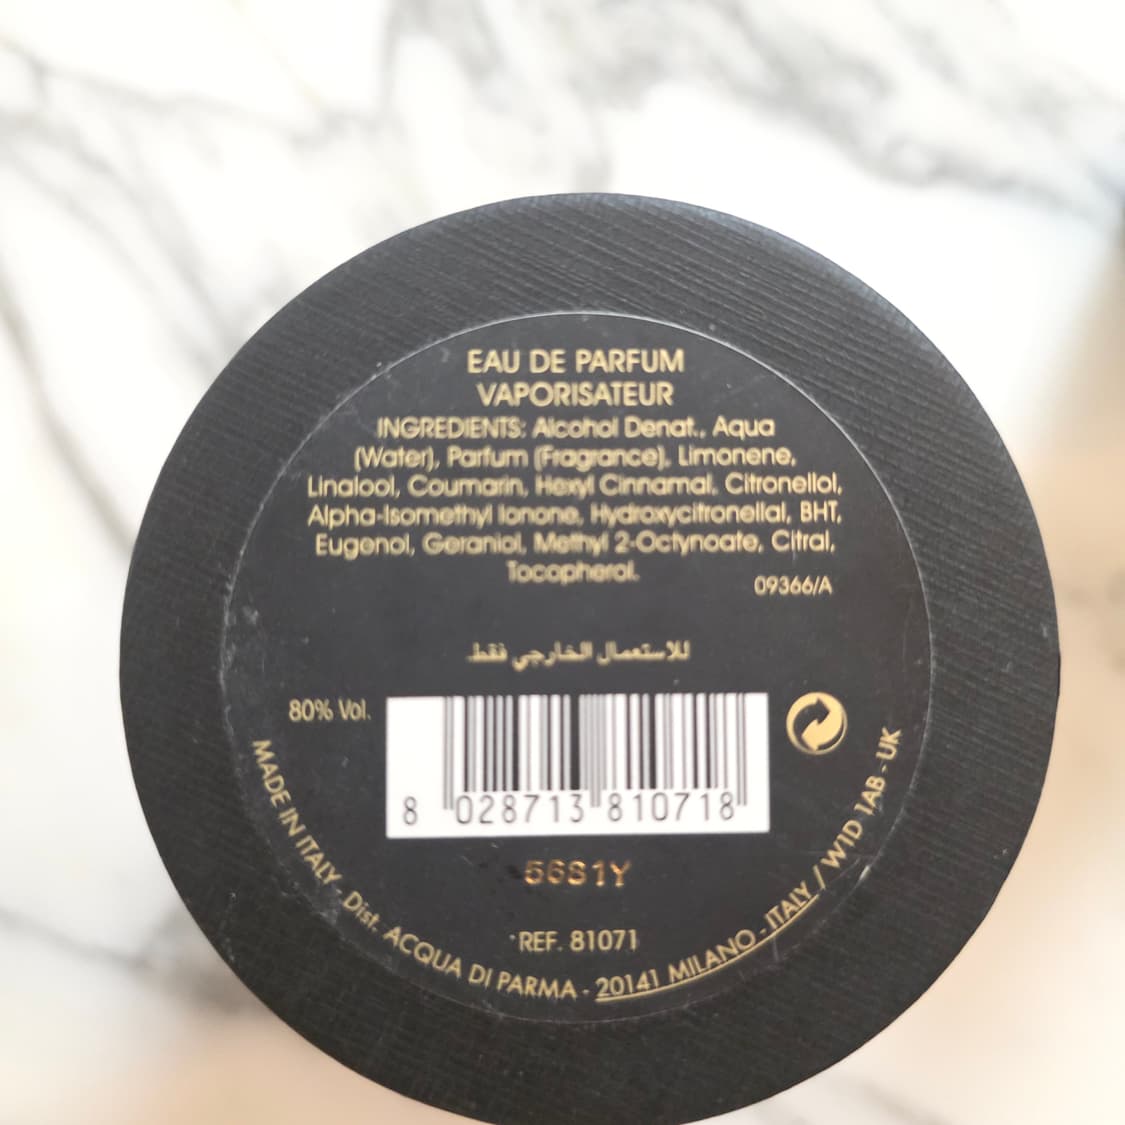 EAU DE PARFUM
VAPORISATEUR
INGREDIENTS: Alcohol Denat., Aqua
(Water), Parfum (Fragrance), Limonene,
Linalool, Coumarin, Hexyl Cinnamal, Citronellol,
Alpha-Isomethyl Ionone, Hydroxycitronellal, BHT,
Eugenol, Geraniol, Methyl 2-Octynoate, Citral,
Tocopherol.
09366/A
للاستعمال الخارجي فقط.
80% Vol.
8 028713 810718
5681Y
REF. 81071
MADE IN ITALY - Dist. ACQUA DI PARMA - 20141 MILANO - ITALY / W1D 1AB - UK